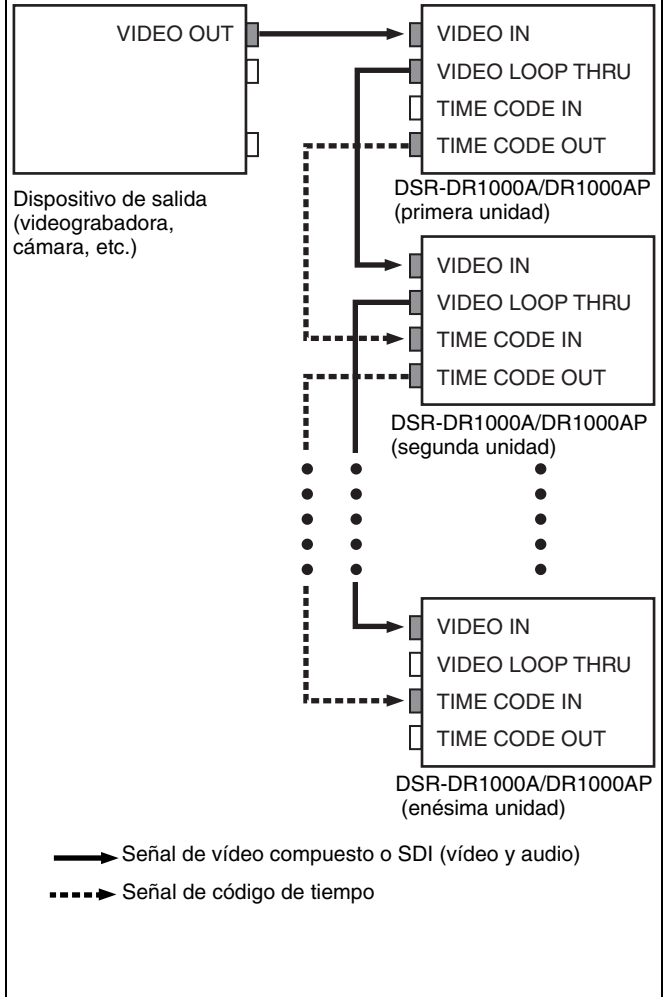 VIDEO OUT
Dispositivo de salida
(videograbadora,
cámara, etc.)
VIDEO IN
VIDEO LOOP THRU
TIME CODE IN
TIME CODE OUT
DSR-DR1000A/DR1000AP
(primera unidad)
VIDEO IN
VIDEO LOOP THRU
TIME CODE IN
TIME CODE OUT
DSR-DR1000A/DR1000AP
(segunda unidad)
VIDEO IN
VIDEO LOOP THRU
TIME CODE IN
TIME CODE OUT
DSR-DR1000A/DR1000AP
(enésima unidad)
Señal de vídeo compuesto o SDI (vídeo y audio)
Señal de código de tiempo